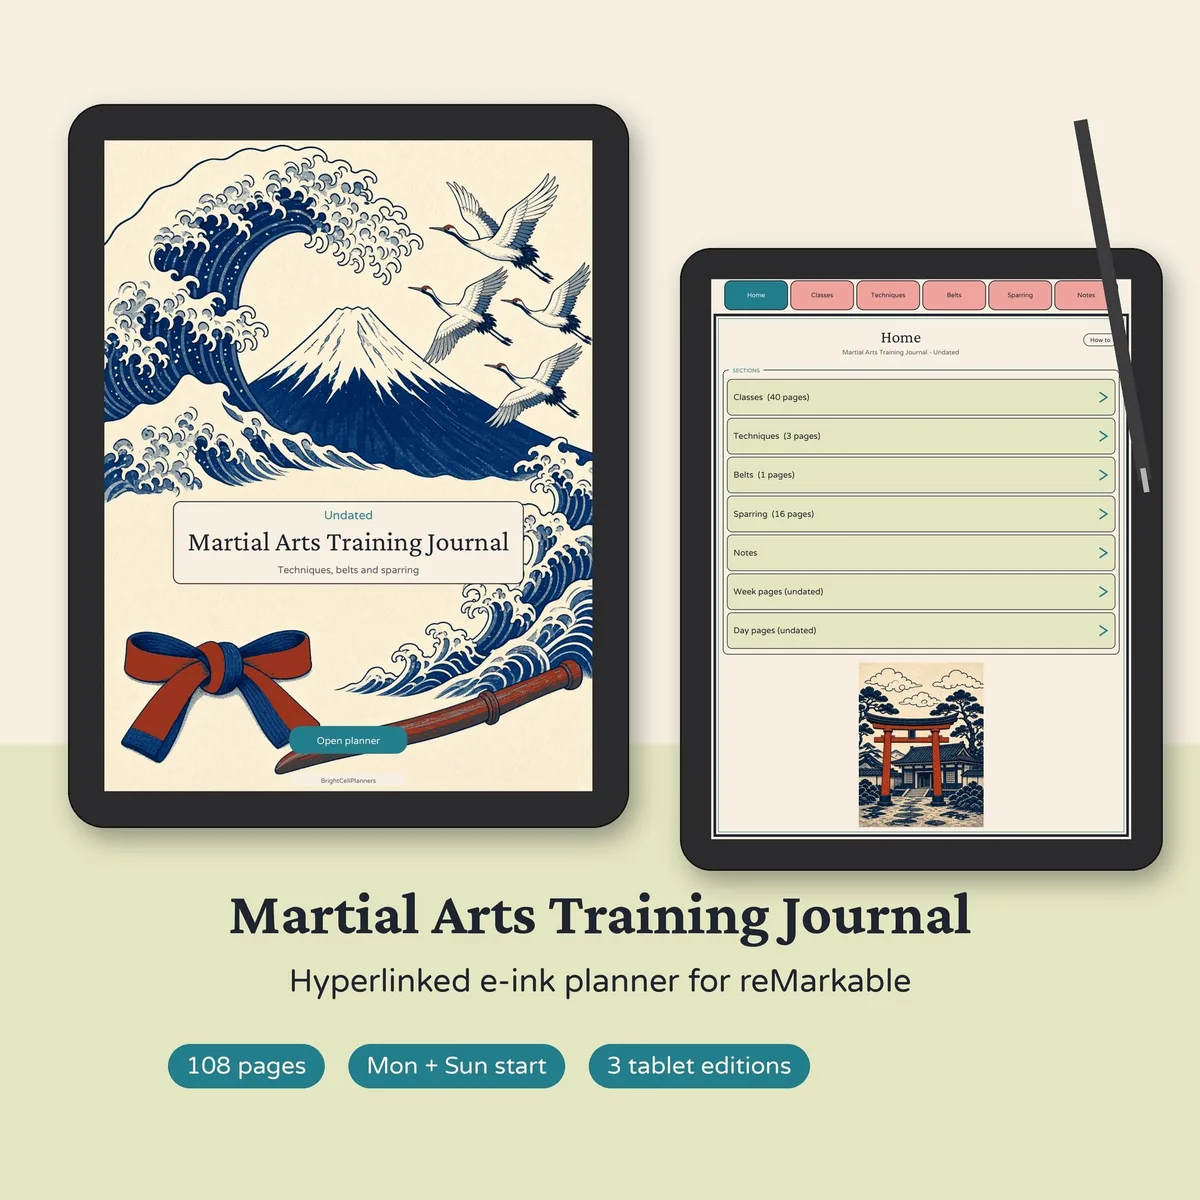 Undated
Martial Arts Training Journal
Techniques, belts and sparring
Open planner
BrightCellPlanners
Home
Classes
Techniques
Belts
Sparring
Notes
Home
How to
Martial Arts Training Journal - Undated
SECTIONS
Classes (40 pages)
Techniques (3 pages)
Belts (1 pages)
Sparring (16 pages)
Notes
Week pages (undated)
Day pages (undated)
Martial Arts Training Journal
Hyperlinked e-ink planner for reMarkable
108 pages
Mon + Sun start
3 tablet editions